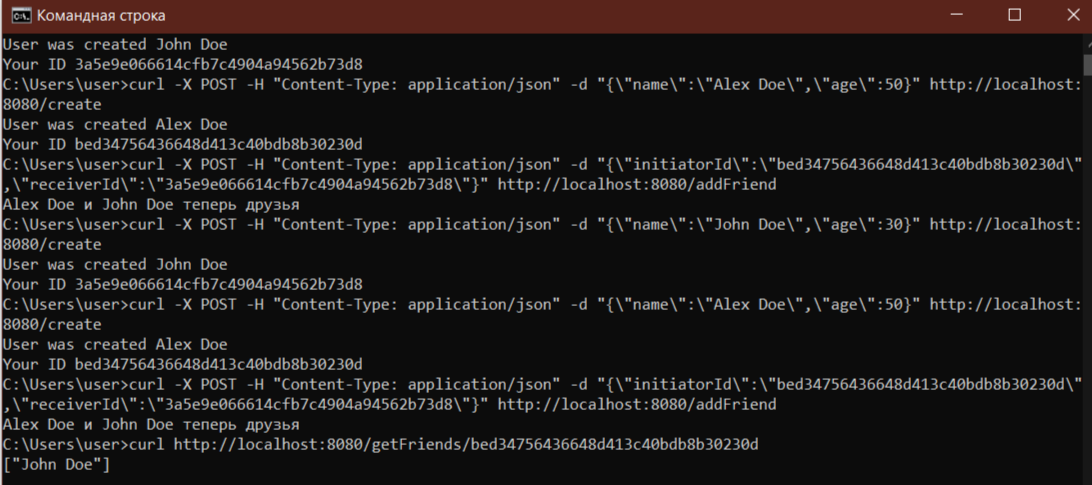 Командная строка
User was created John Doe
Your ID 3a5e9e066614cfb7c4904a94562b73d8
C:\Users\user>curl -X POST -H "Content-Type: application/json" -d "{\"name\":\"Alex Doe\",\"age\":50}" http://localhost:
8080/create
User was created Alex Doe
Your ID bed34756436648d413c40bdb8b30230d
C:\Users\user>curl -X POST -H "Content-Type: application/json" -d "{\"initiatorId\":\"bed34756436648d413c40bdb8b30230d\"
,\"receiverId\":\"3a5e9e066614cfb7c4904a94562b73d8\"}" http://localhost:8080/addFriend
Alex Doe и John Doe теперь друзья
C:\Users\user>curl -X POST -H "Content-Type: application/json" -d "{\"name\":\"John Doe\",\"age\":30}" http://localhost:
8080/create
User was created John Doe
Your ID 3a5e9e066614cfb7c4904a94562b73d8
C:\Users\user>curl -X POST -H "Content-Type: application/json" -d "{\"name\":\"Alex Doe\",\"age\":50}" http://localhost:
8080/create
User was created Alex Doe
Your ID bed34756436648d413c40bdb8b30230d
C:\Users\user>curl -X POST -H "Content-Type: application/json" -d "{\"initiatorId\":\"bed34756436648d413c40bdb8b30230d\"
,\"receiverId\":\"3a5e9e066614cfb7c4904a94562b73d8\"}" http://localhost:8080/addFriend
Alex Doe и John Doe теперь друзья
C:\Users\user>curl http://localhost:8080/getFriends/bed34756436648d413c40bdb8b30230d
["John Doe"]